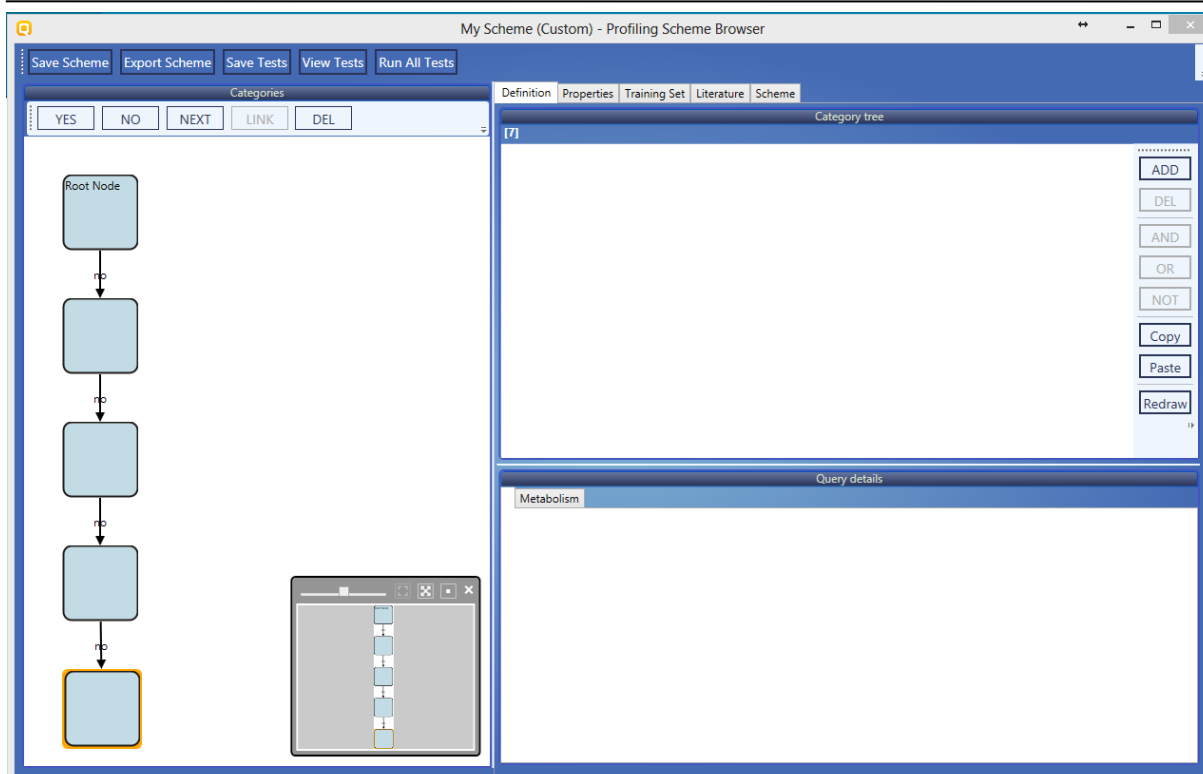 My Scheme (Custom) - Profiling Scheme Browser
Save Scheme Export Scheme Save Tests View Tests Run All Tests
Categories
YES NO NEXT LINK DEL
Root Node
no
no
no
no
Definition Properties Training Set Literature Scheme
Category tree
[7]
ADD
DEL
AND
OR
NOT
Copy
Paste
Redraw
Query details
Metabolism